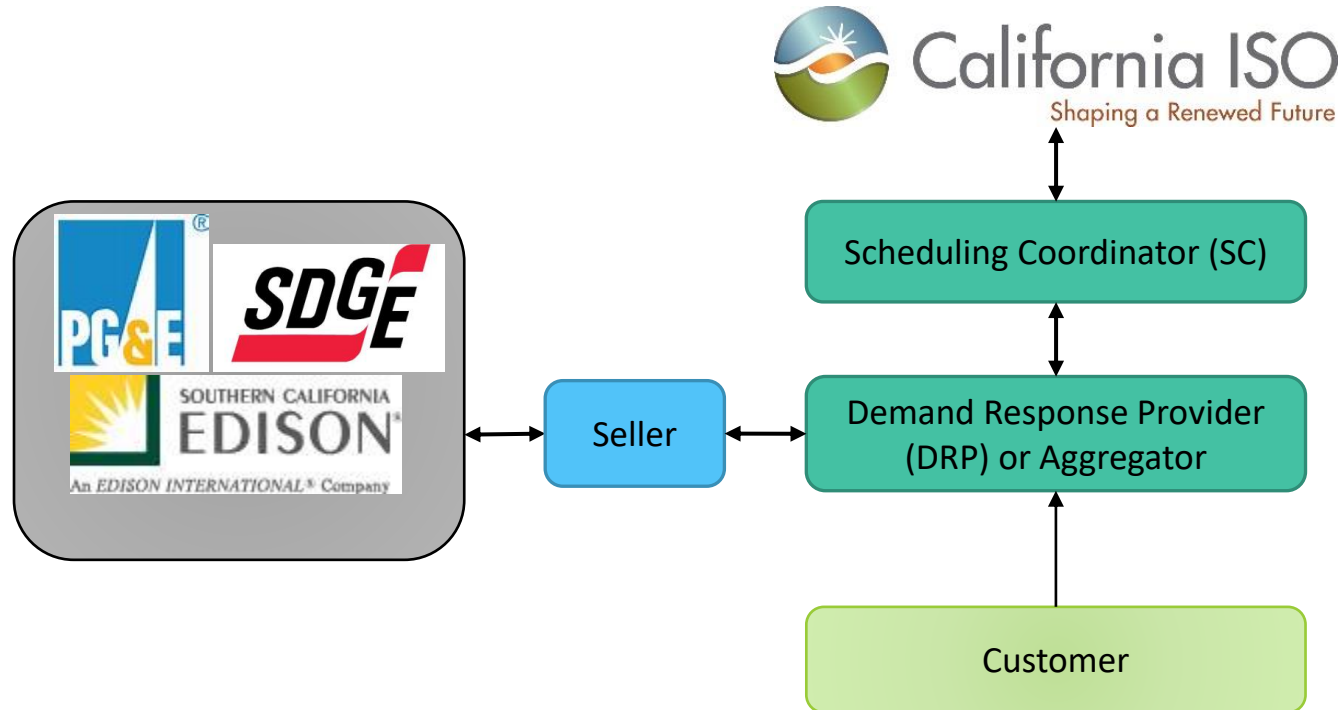 California ISO
Shaping a Renewed Future
PG&E
®
SDGE
SOUTHERN CALIFORNIA
EDISON®
An EDISON INTERNATIONAL® Company
Seller
Scheduling Coordinator (SC)
Demand Response Provider
(DRP) or Aggregator
Customer